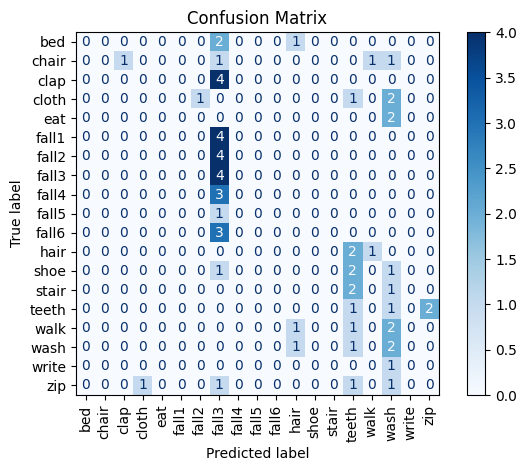 Confusion Matrix
bed 0 0 0 0 0 0 0 2 0 0 0 1 0 0 0 0 0 0 0
chair 0 0 1 0 0 0 0 1 0 0 0 0 0 0 0 1 1 0 0
clap 0 0 0 0 0 0 0 4 0 0 0 0 0 0 0 0 0 0 0
cloth 0 0 0 0 0 0 1 0 0 0 0 0 0 0 1 0 2 0 0
eat 0 0 0 0 0 0 0 0 0 0 0 0 0 0 0 0 2 0 0
fall1 0 0 0 0 0 0 0 4 0 0 0 0 0 0 0 0 0 0 0
fall2 0 0 0 0 0 0 0 4 0 0 0 0 0 0 0 0 0 0 0
fall3 0 0 0 0 0 0 0 4 0 0 0 0 0 0 0 0 0 0 0
fall4 0 0 0 0 0 0 0 3 0 0 0 0 0 0 0 0 0 0 0
fall5 0 0 0 0 0 0 0 1 0 0 0 0 0 0 0 0 0 0 0
fall6 0 0 0 0 0 0 0 3 0 0 0 0 0 0 0 0 0 0 0
hair 0 0 0 0 0 0 0 0 0 0 0 0 0 0 2 1 0 0 0
shoe 0 0 0 0 0 0 0 1 0 0 0 0 0 0 2 0 1 0 0
stair 0 0 0 0 0 0 0 0 0 0 0 0 0 0 2 0 1 0 0
teeth 0 0 0 0 0 0 0 0 0 0 0 0 0 0 1 0 1 0 2
walk 0 0 0 0 0 0 0 0 0 0 0 1 0 0 1 0 2 0 0
wash 0 0 0 0 0 0 0 0 0 0 0 1 0 0 1 0 2 0 0
write 0 0 0 0 0 0 0 0 0 0 0 0 0 0 0 0 1 0 0
zip 0 0 0 1 0 0 0 1 0 0 0 0 0 0 1 0 1 0 0
bed chair clap cloth eat fall1 fall2 fall3 fall4 fall5 fall6 hair shoe stair teeth walk wash write zip
Predicted label
True label
4.0
3.5
3.0
2.5
2.0
1.5
1.0
0.5
0.0